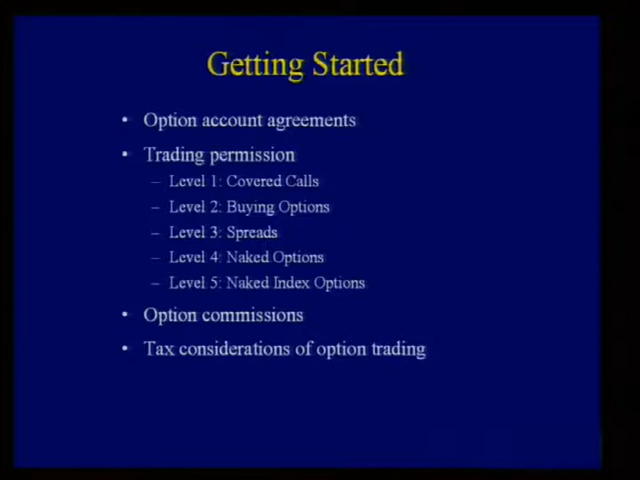 Getting Started
• Option account agreements
• Trading permission
– Level 1: Covered Calls
– Level 2: Buying Options
– Level 3: Spreads
– Level 4: Naked Options
– Level 5: Naked Index Options
• Option commissions
• Tax considerations of option trading